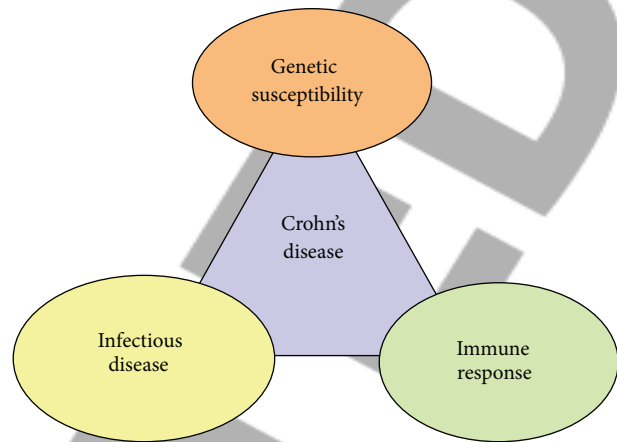 Genetic
susceptibility
Crohn's
disease
Infectious
disease
Immune
response